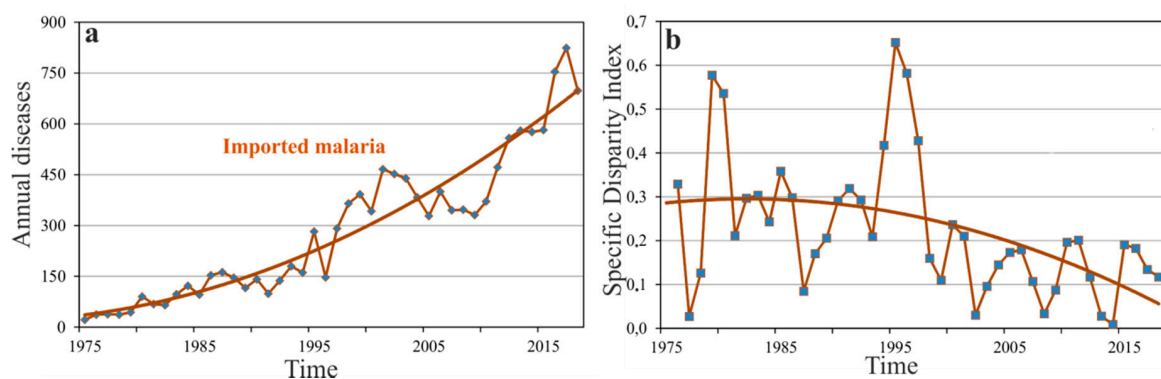 a
Annual diseases
900
750
600
450
300
150
0
Imported malaria
1975 1985 1995 2005 2015
Time
b
Specific Disparity Index
0,7
0,6
0,5
0,4
0,3
0,2
0,1
0,0
1975 1985 1995 2005 2015
Time